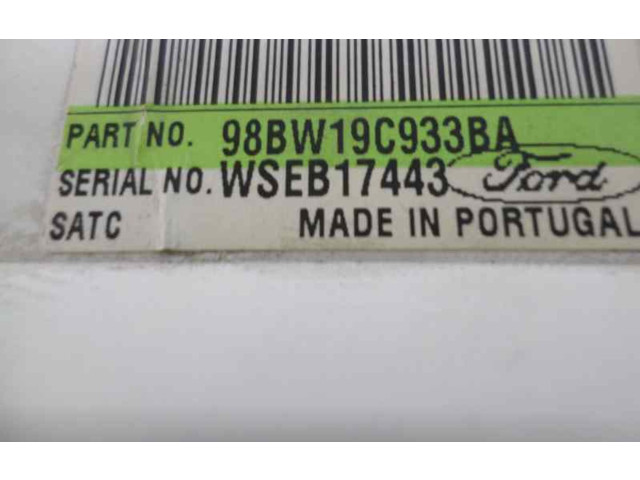 PART NO. 98BW19C933BA
SERIAL NO. WSEB17443 Ford
SATC MADE IN PORTUGAL